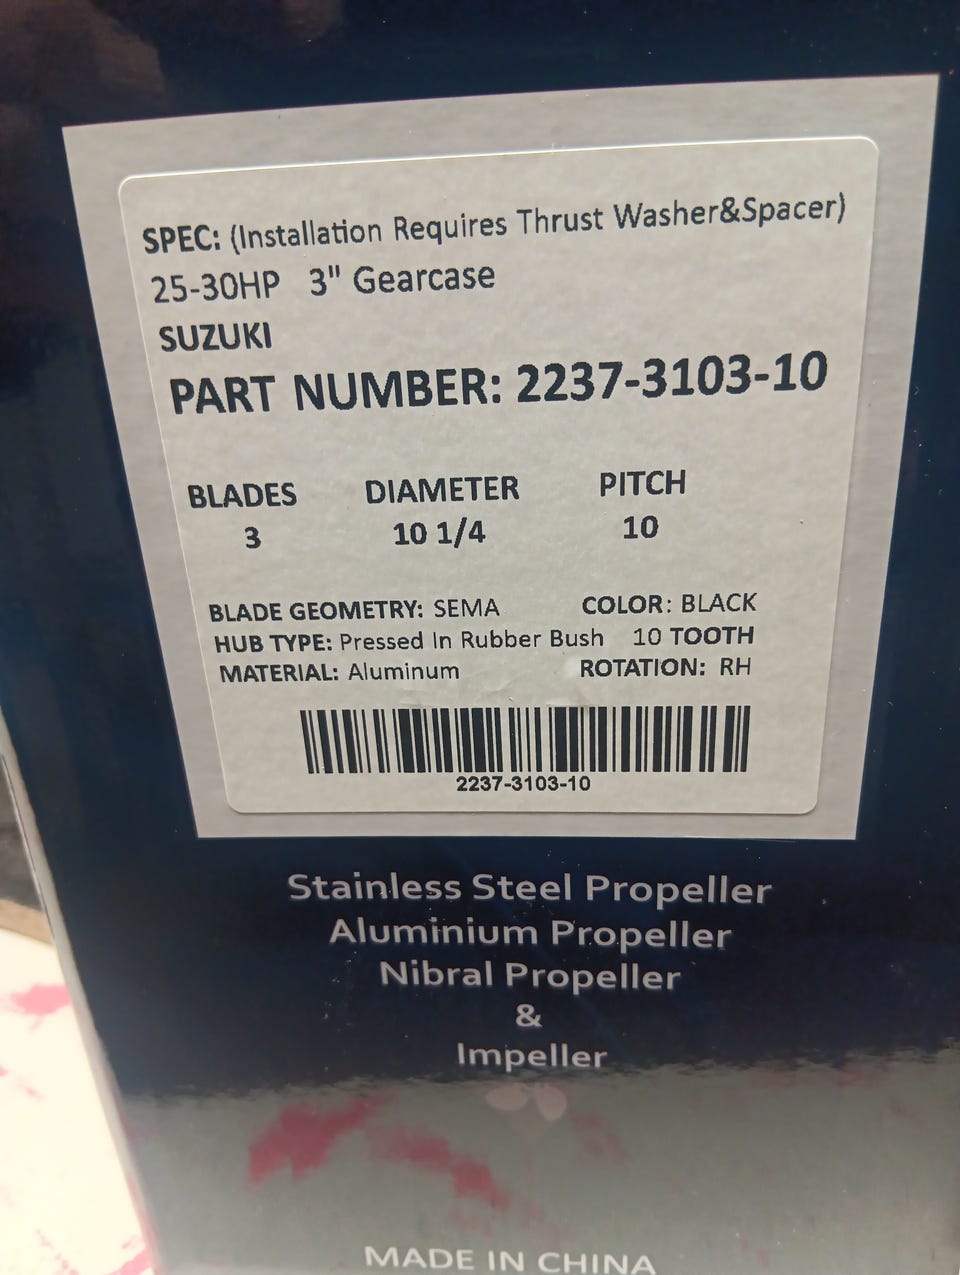 SPEC: (Installation Requires Thrust Washer&Spacer)
25-30HP 3" Gearcase
SUZUKI
PART NUMBER: 2237-3103-10
BLADES DIAMETER PITCH
3 10 1/4 10
BLADE GEOMETRY: SEMA COLOR: BLACK
HUB TYPE: Pressed In Rubber Bush 10 TOOTH
MATERIAL: Aluminum ROTATION: RH
2237-3103-10
Stainless Steel Propeller
Aluminium Propeller
Nibral Propeller
&
Impeller
MADE IN CHINA